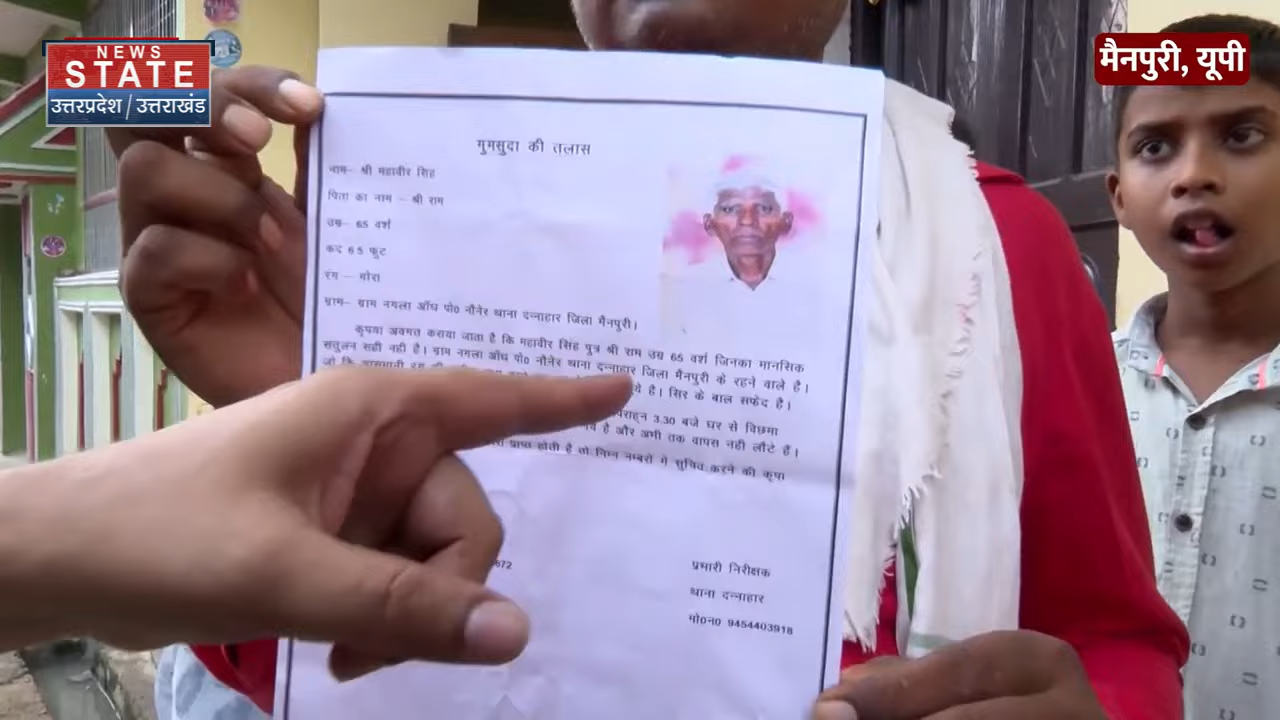 NEWS
STATE
उत्तरप्रदेश / उत्तराखंड
मैनपुरी, यूपी
गुमसुदा की तलास
नाम– श्री महावीर सिंह
पिता का नाम – श्री राम
उम्र– 65 वर्श
कद 6 5 फुट
रंग – गोरा
ग्राम– ग्राम नगला आँध पो0 नौनेर थाना दन्नाहार जिला मैनपुरी।
कृपया अवगत कराया जाता है कि महावीर सिंह पुत्र श्री राम उम्र 65 वर्श जिनका मानसिक
संतुलन सही नही है। ग्राम नगला आँध पो0 नौनेर थाना दन्नाहार जिला मैनपुरी के रहने वाले है।
जो कि है। सिर के बाल सफेद है।
3.30 बजे घर से
है और अभी तक वापस नही लौटे हैं।
प्राप्त होती है तो निम्न नम्बरों में सुचित करने की कृपा
672
प्रभारी निरीक्षक
थाना दन्नाहार
मो0न0 9454403918